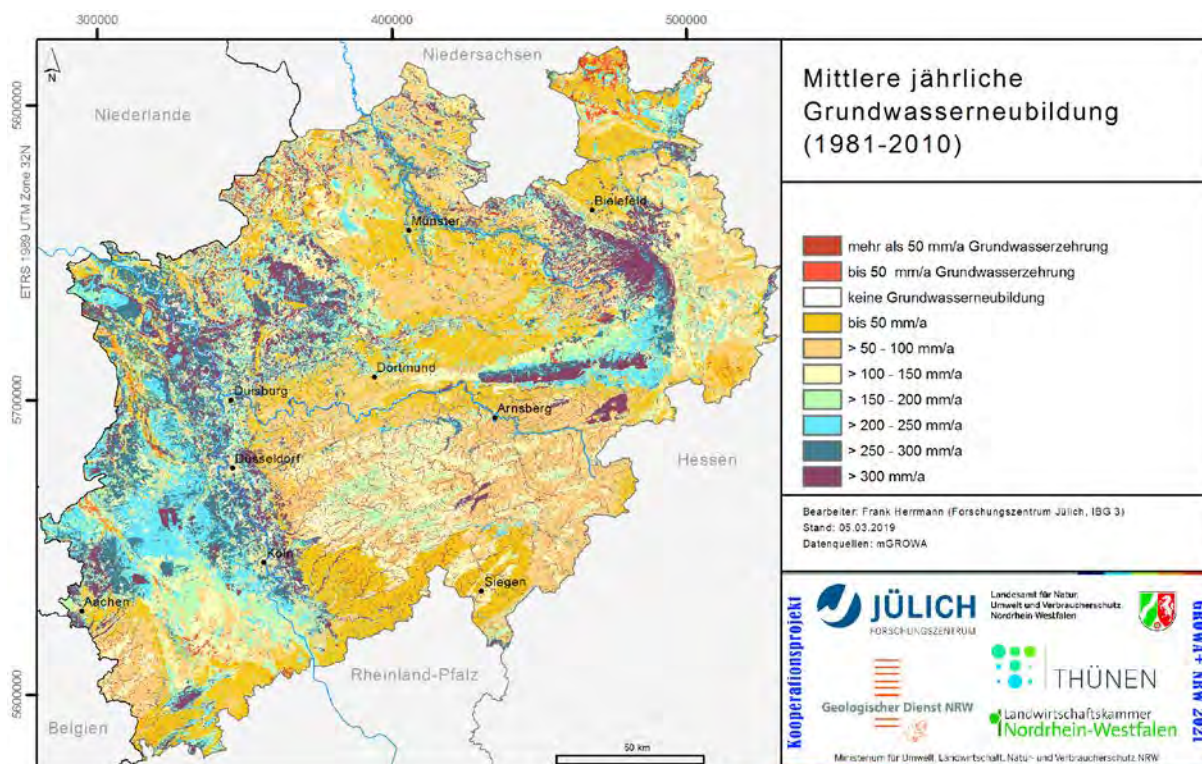 300000
400000
500000
5800000
5700000
5600000
ETRS 1989 UTM Zone 32N
N
Niedersachsen
Niederlande
Bielefeld
Münster
Dortmund
Duisburg
Arnsberg
Düsseldorf
Hessen
Köln
Siegen
Aachen
Rheinland-Pfalz
Belgien
50 km
Mittlere jährliche
Grundwasserneubildung
(1981-2010)
mehr als 50 mm/a Grundwasserzehrung
bis 50 mm/a Grundwasserzehrung
keine Grundwasserneubildung
bis 50 mm/a
> 50 - 100 mm/a
> 100 - 150 mm/a
> 150 - 200 mm/a
> 200 - 250 mm/a
> 250 - 300 mm/a
> 300 mm/a
Bearbeiter: Frank Herrmann (Forschungszentrum Jülich, IBG 3)
Stand: 05.03.2019
Datenquellen: mGROWA
Kooperationsprojekt
JÜLICH
FORSCHUNGSZENTRUM
Landesamt für Natur,
Umwelt und Verbraucherschutz
Nordrhein-Westfalen
THÜNEN
Geologischer Dienst NRW
Landwirtschaftskammer
Nordrhein-Westfalen
GROWA+ NRW 2021
Ministerium für Umwelt, Landwirtschaft, Natur- und Verbraucherschutz NRW